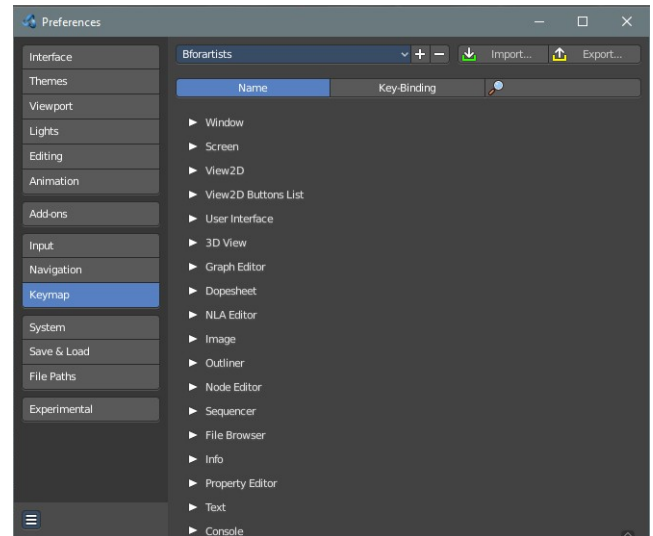 Preferences
Interface
Themes
Viewport
Lights
Editing
Animation
Add-ons
Input
Navigation
Keymap
System
Save & Load
File Paths
Experimental
Bforartists
Import...
Export...
Name
Key-Binding
Window
Screen
View2D
View2D Buttons List
User Interface
3D View
Graph Editor
Dopesheet
NLA Editor
Image
Outliner
Node Editor
Sequencer
File Browser
Info
Property Editor
Text
Console